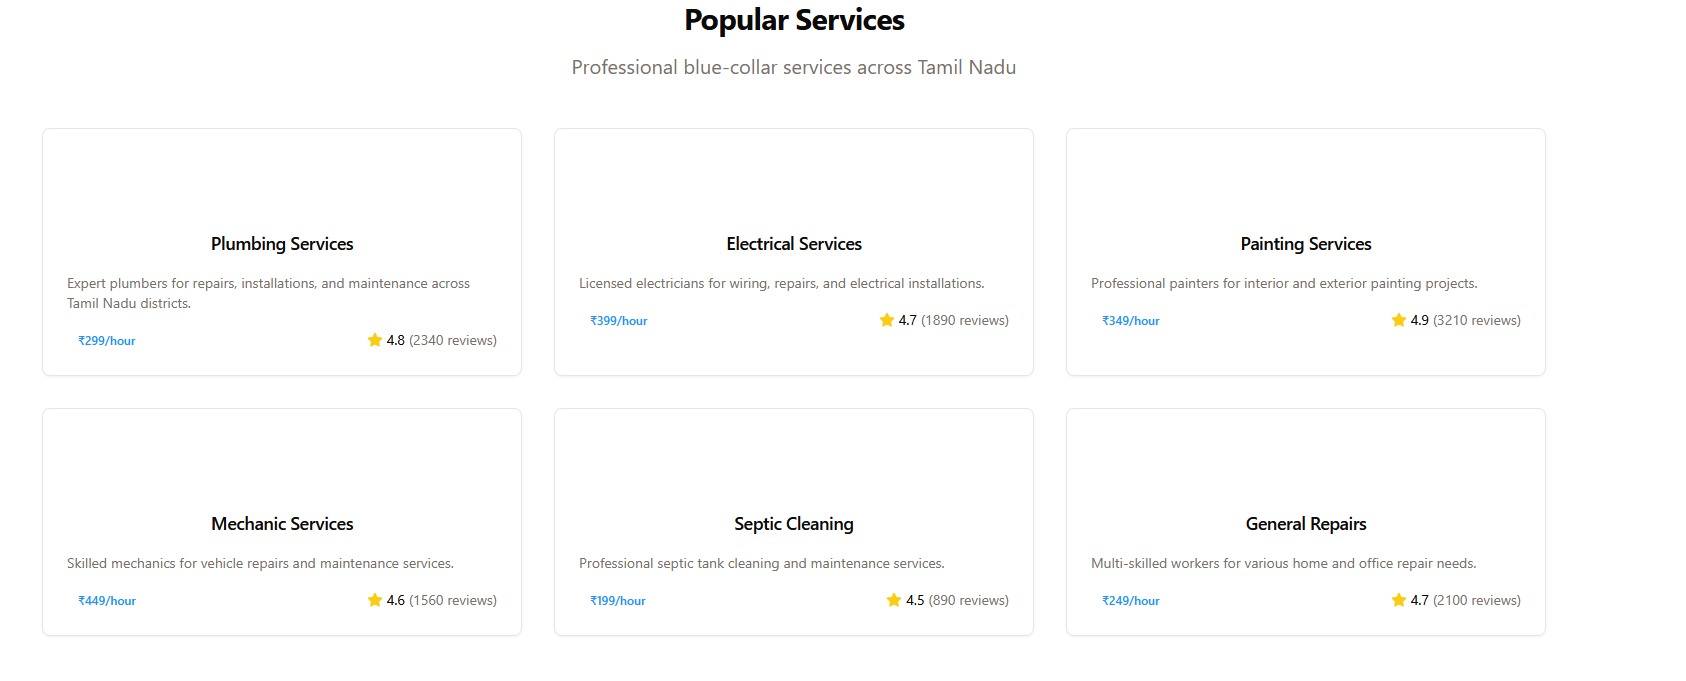 Popular Services
Professional blue-collar services across Tamil Nadu
Plumbing Services
Expert plumbers for repairs, installations, and maintenance across
Tamil Nadu districts.
₹299/hour
4.8 (2340 reviews)
Electrical Services
Licensed electricians for wiring, repairs, and electrical installations.
₹399/hour
4.7 (1890 reviews)
Painting Services
Professional painters for interior and exterior painting projects.
₹349/hour
4.9 (3210 reviews)
Mechanic Services
Skilled mechanics for vehicle repairs and maintenance services.
₹449/hour
4.6 (1560 reviews)
Septic Cleaning
Professional septic tank cleaning and maintenance services.
₹199/hour
4.5 (890 reviews)
General Repairs
Multi-skilled workers for various home and office repair needs.
₹249/hour
4.7 (2100 reviews)